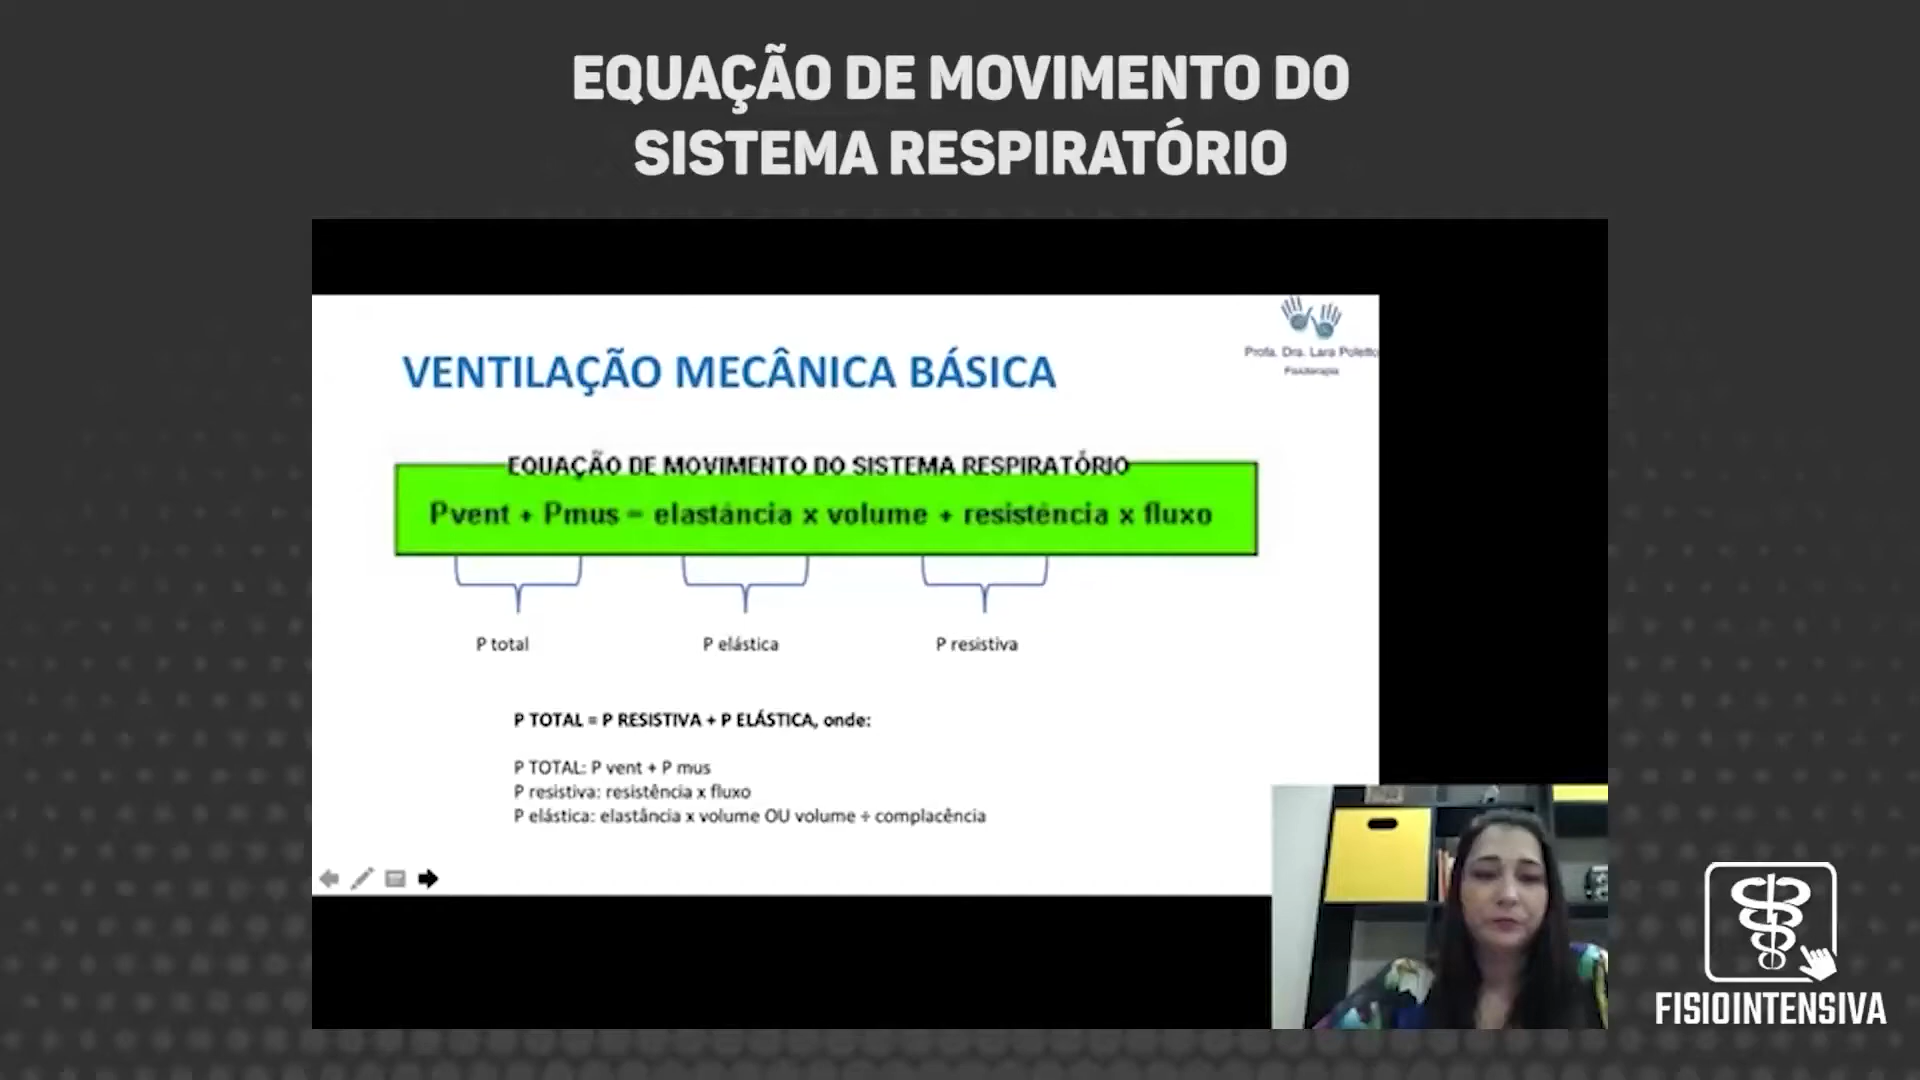 EQUAÇÃO DE MOVIMENTO DO
SISTEMA RESPIRATÓRIO
Profa. Dra. Lara Poletto
Fisioterapia
VENTILAÇÃO MECÂNICA BÁSICA
EQUAÇÃO DE MOVIMENTO DO SISTEMA RESPIRATÓRIO
Pvent + Pmus = elastância x volume + resistência x fluxo
P total
P elástica
P resistiva
P TOTAL = P RESISTIVA + P ELÁSTICA, onde:
P TOTAL: P vent + P mus
P resistiva: resistência x fluxo
P elástica: elastância x volume OU volume ÷ complacência
FISIOINTENSIVA